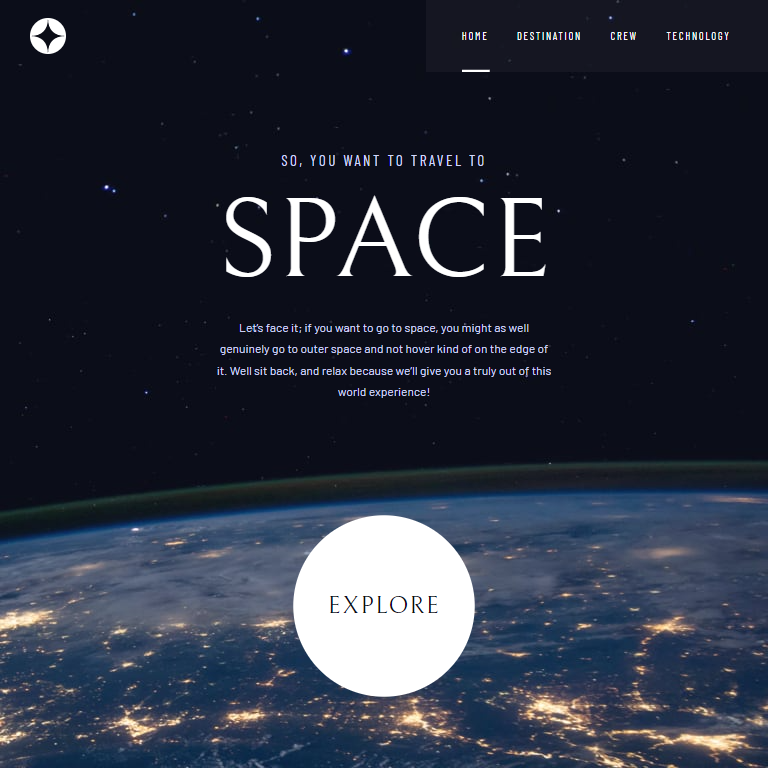 HOME DESTINATION CREW TECHNOLOGY
SO, YOU WANT TO TRAVEL TO
SPACE
Let's face it; if you want to go to space, you might as well
genuinely go to outer space and not hover kind of on the edge of
it. Well sit back, and relax because we'll give you a truly out of this
world experience!
EXPLORE